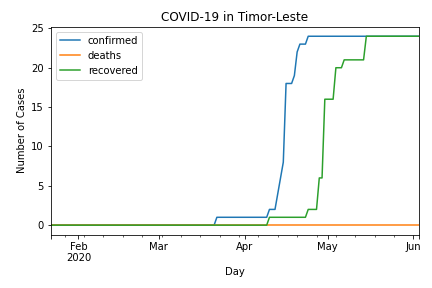 COVID-19 in Timor-Leste
confirmed
deaths
recovered
Number of Cases
25
20
15
10
5
0
Feb
2020
Mar
Apr
May
Jun
Day